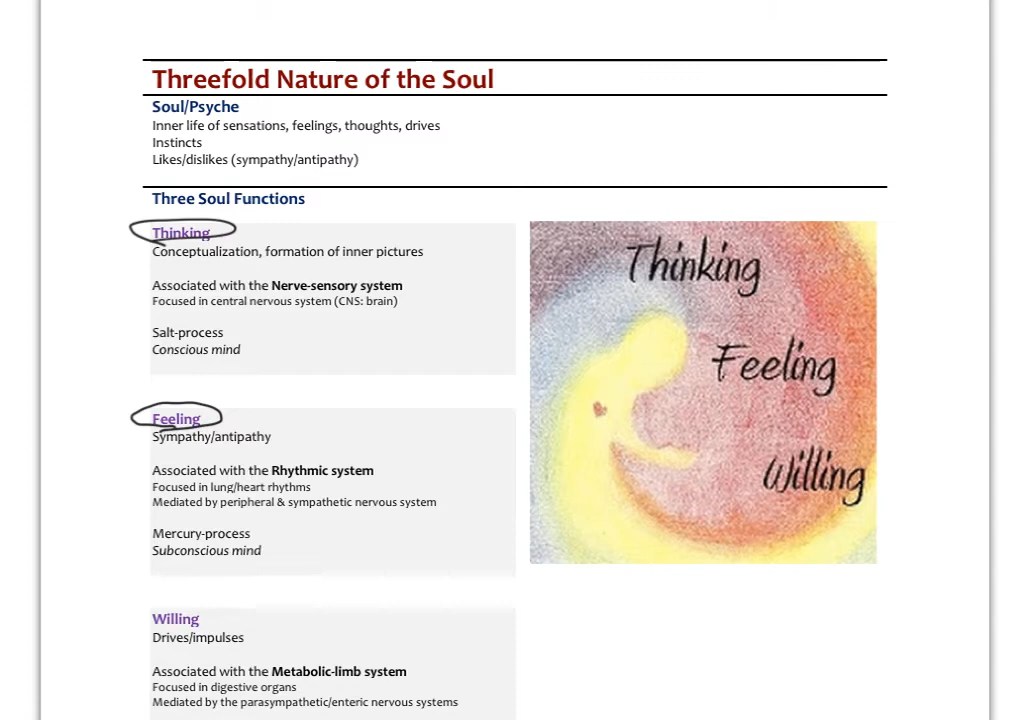 Threefold Nature of the Soul
Soul/Psyche
Inner life of sensations, feelings, thoughts, drives
Instincts
Likes/dislikes (sympathy/antipathy)
Three Soul Functions
Thinking
Conceptualization, formation of inner pictures
Associated with the Nerve-sensory system
Focused in central nervous system (CNS: brain)
Salt-process
Conscious mind
Feeling
Sympathy/antipathy
Associated with the Rhythmic system
Focused in lung/heart rhythms
Mediated by peripheral & sympathetic nervous system
Mercury-process
Subconscious mind
Willing
Drives/impulses
Associated with the Metabolic-limb system
Focused in digestive organs
Mediated by the parasympathetic/enteric nervous systems
Thinking
Feeling
Willing